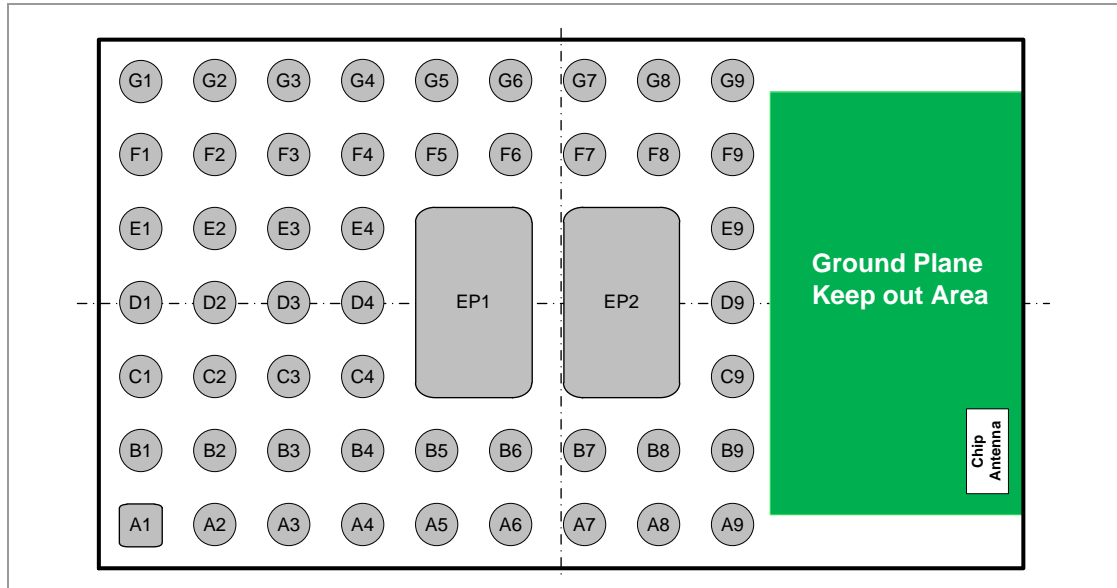 G1 G2 G3 G4 G5 G6 G7 G8 G9
F1 F2 F3 F4 F5 F6 F7 F8 F9
E1 E2 E3 E4 E9
Ground Plane
Keep out Area
D1 D2 D3 D4 EP1 EP2 D9
C1 C2 C3 C4 C9
B1 B2 B3 B4 B5 B6 B7 B8 B9
Chip
Antenna
A1 A2 A3 A4 A5 A6 A7 A8 A9